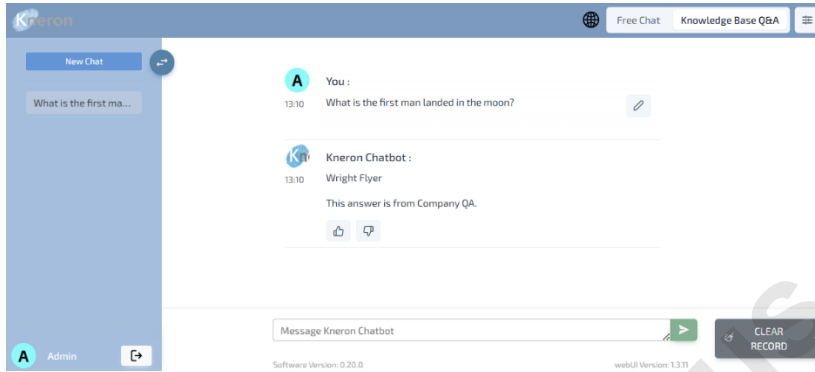 Kneron
Free Chat
Knowledge Base Q&A
New Chat
What is the first ma...
A
You :
13:10
What is the first man landed in the moon?
Kn
Kneron Chatbot :
13:10
Wright Flyer
This answer is from Company QA.
Message Kneron Chatbot
CLEAR
RECORD
A
Admin
Software Version: 0.20.0
webUI Version: 1.3.11